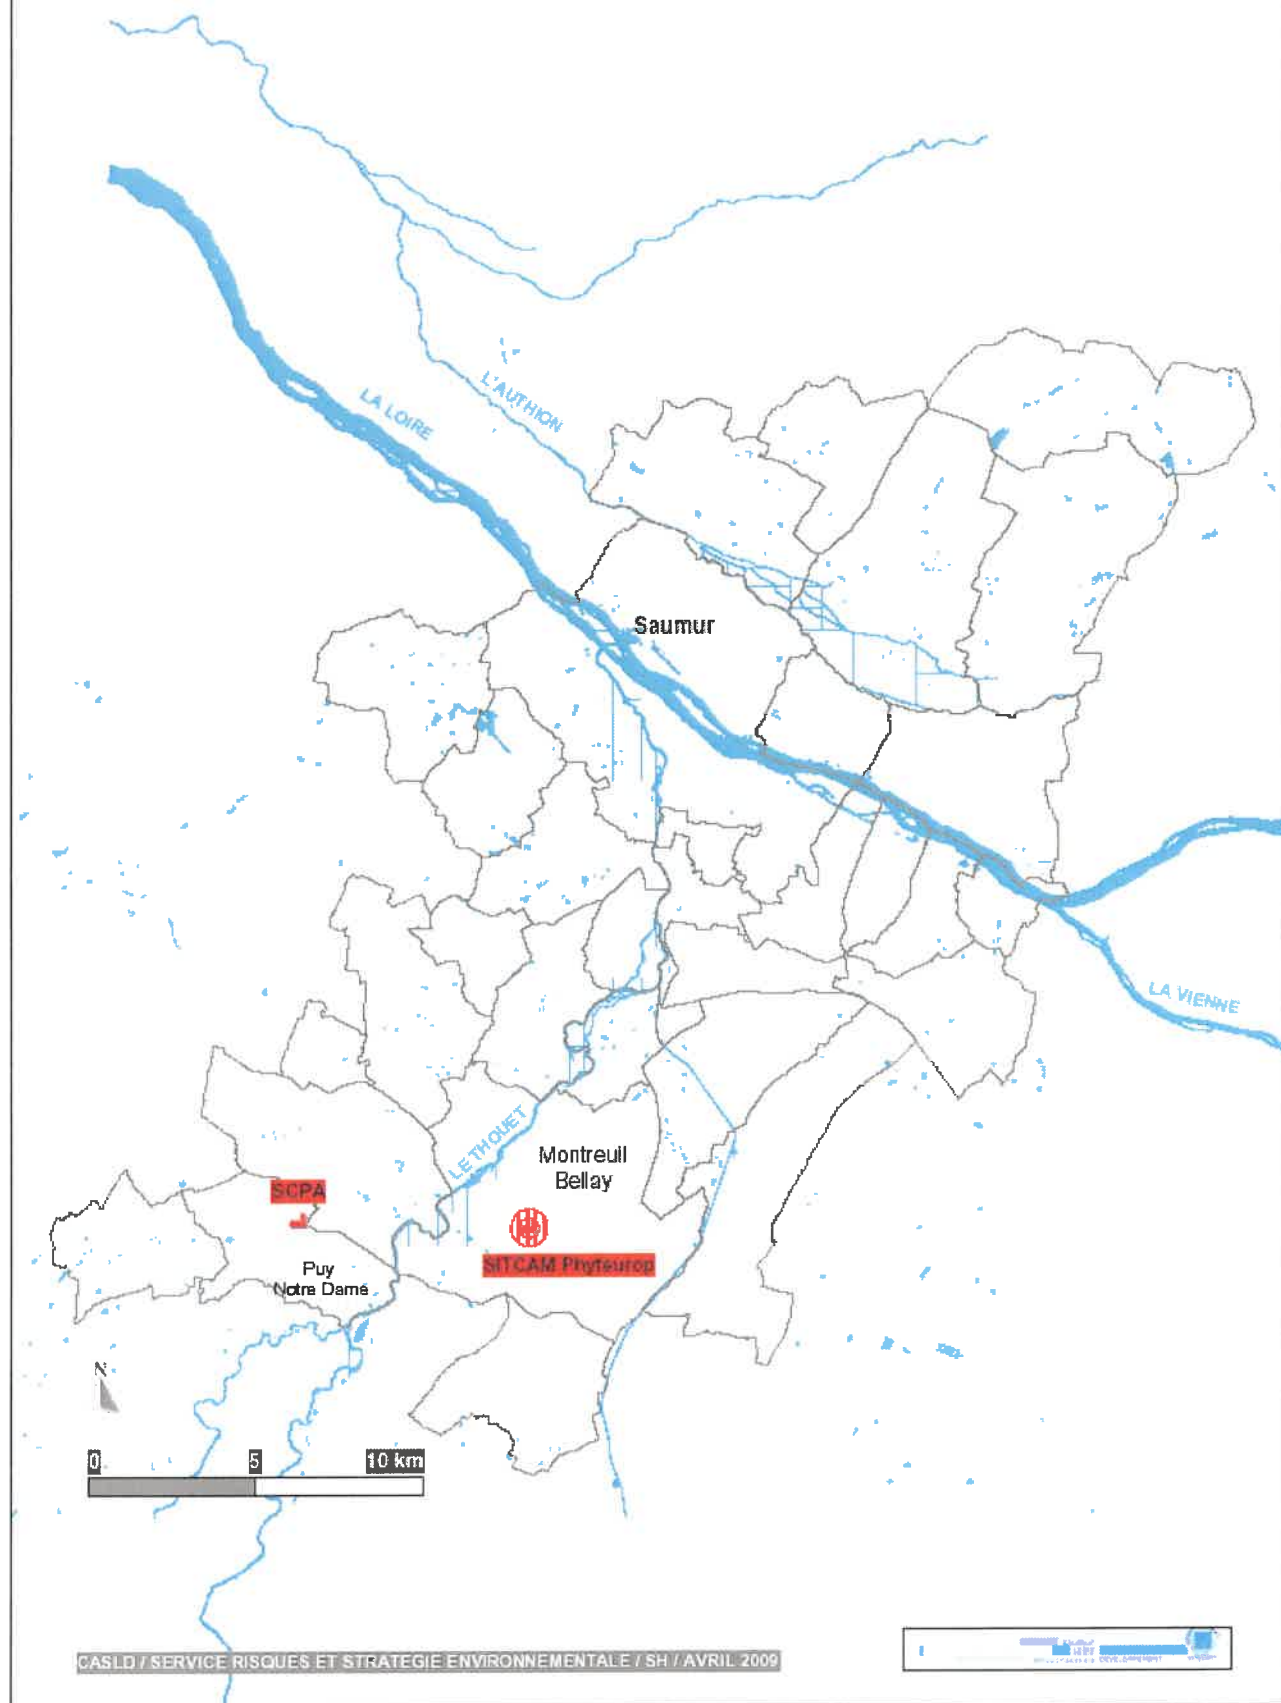 LA LOIRE
L'AUTHION
Saumur
LA VIENNE
LE THOUET
Montreuil
Bellay
SCPA
SITCAM Phyteurop
Puy
Notre Dame
N
0 5 10 km
CASLD / SERVICE RISQUES ET STRATEGIE ENVIRONNEMENTALE / SH / AVRIL 2009